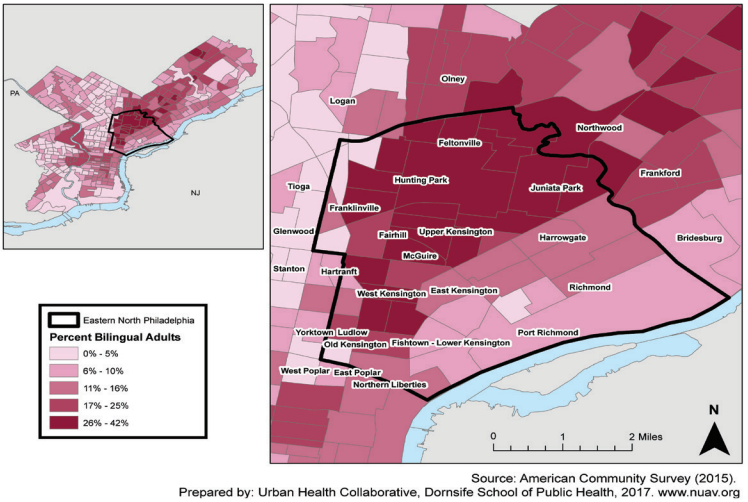 PA
NJ
Eastern North Philadelphia
Percent Bilingual Adults
0% - 5%
6% - 10%
11% - 16%
17% - 25%
26% - 42%
Olney
Logan
Northwood
Feltonville
Frankford
Hunting Park
Juniata Park
Tioga
Franklinville
Glenwood
Fairhill
Upper Kensington
Harrowgate
Bridesburg
McGuire
Stanton
Hartranft
Richmond
West Kensington
East Kensington
Yorktown
Ludlow
Port Richmond
Old Kensington
Fishtown - Lower Kensington
West Poplar
East Poplar
Northern Liberties
N
0 1 2 Miles
Source: American Community Survey (2015).
Prepared by: Urban Health Collaborative, Dornsife School of Public Health, 2017. www.nuav.org